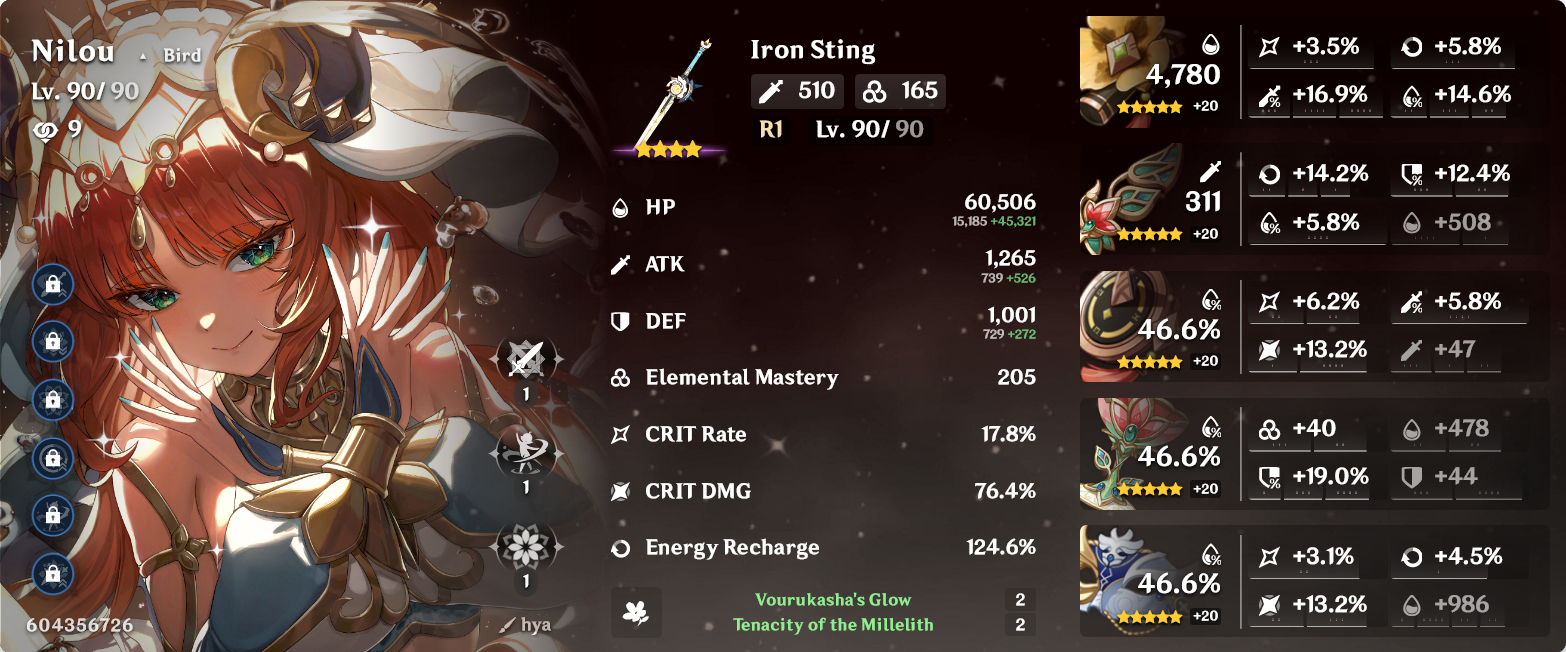 Nilou ▲ Bird
Lv. 90/ 90
9
604356726
1
1
1
hya
Iron Sting
510 165
R1 Lv. 90/ 90
HP 60,506
15,185 +45,321
ATK 1,265
739 +526
DEF 1,001
729 +272
Elemental Mastery 205
CRIT Rate 17.8%
CRIT DMG 76.4%
Energy Recharge 124.6%
Vourukasha's Glow 2
Tenacity of the Millelith 2
4,780
+20
+3.5% +5.8%
+16.9% +14.6%
311
+20
+14.2% +12.4%
+5.8% +508
46.6%
+20
+6.2% +5.8%
+13.2% +47
46.6%
+20
+40 +478
+19.0% +44
46.6%
+20
+3.1% +4.5%
+13.2% +986